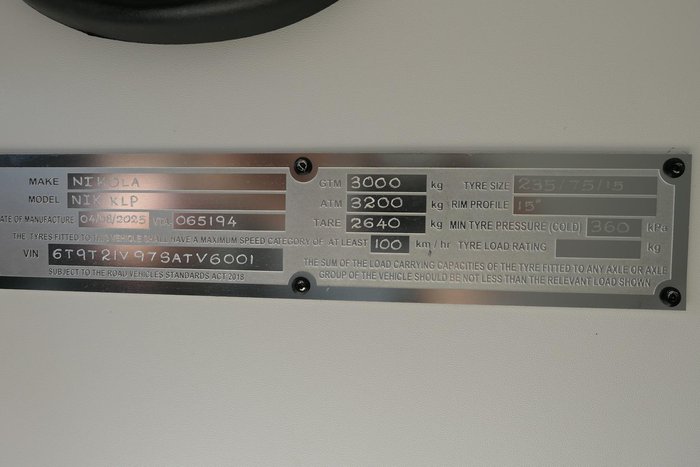 MAKE NIKOLA
MODEL NIK KLP
ATE OF MANUFACTURE 04/08/2025 VTA 065194
THE TYRES FITTED TO THIS VEHICLE SHALL HAVE A MAXIMUM SPEED CATEGORY OF AT LEAST 100 km/hr
VIN 6T9T21V97SATV6001
SUBJECT TO THE ROAD VEHICLES STANDARDS ACT 2018
GTM 3000 kg TYRE SIZE 235/75/15
ATM 3200 kg RIM PROFILE 15"
TARE 2640 kg MIN TYRE PRESSURE (COLD) 360 kPa
TYRE LOAD RATING kg
THE SUM OF THE LOAD CARRYING CAPACITIES OF THE TYRE FITTED TO ANY AXLE OR AXLE
GROUP OF THE VEHICLE SHOULD BE NOT LESS THAN THE RELEVANT LOAD SHOWN